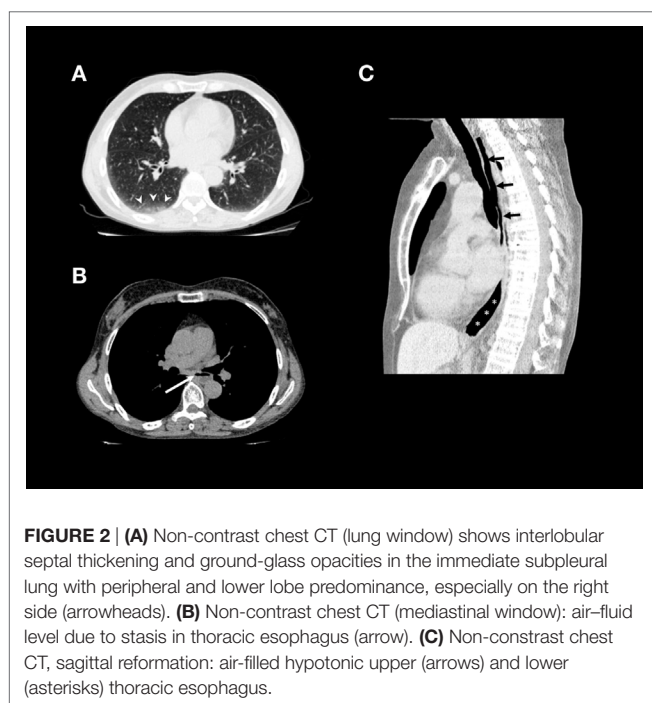 A
C
B
* * *
FIGURE 2 | (A) Non-contrast chest CT (lung window) shows interlobular
septal thickening and ground-glass opacities in the immediate subpleural
lung with peripheral and lower lobe predominance, especially on the right
side (arrowheads). (B) Non-contrast chest CT (mediastinal window): air–fluid
level due to stasis in thoracic esophagus (arrow). (C) Non-constrast chest
CT, sagittal reformation: air-filled hypotonic upper (arrows) and lower
(asterisks) thoracic esophagus.